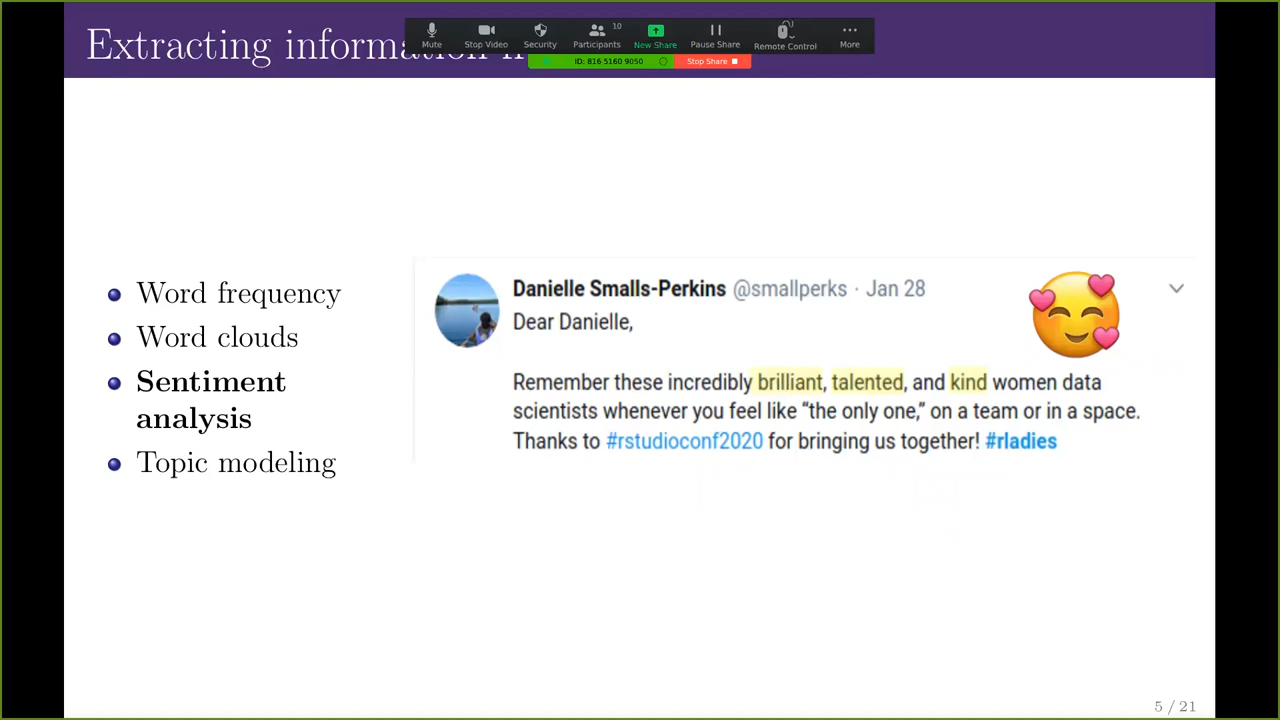 Extracting informa
Mute
Stop Video
Security
Participants
10
New Share
Pause Share
Remote Control
More
ID: 816 5160 9050
Stop Share
Word frequency
Word clouds
Sentiment
analysis
Topic modeling
Danielle Smalls-Perkins @smallperks · Jan 28
Dear Danielle,
Remember these incredibly brilliant, talented, and kind women data
scientists whenever you feel like “the only one,” on a team or in a space.
Thanks to #rstudioconf2020 for bringing us together! #rladies
5 / 21